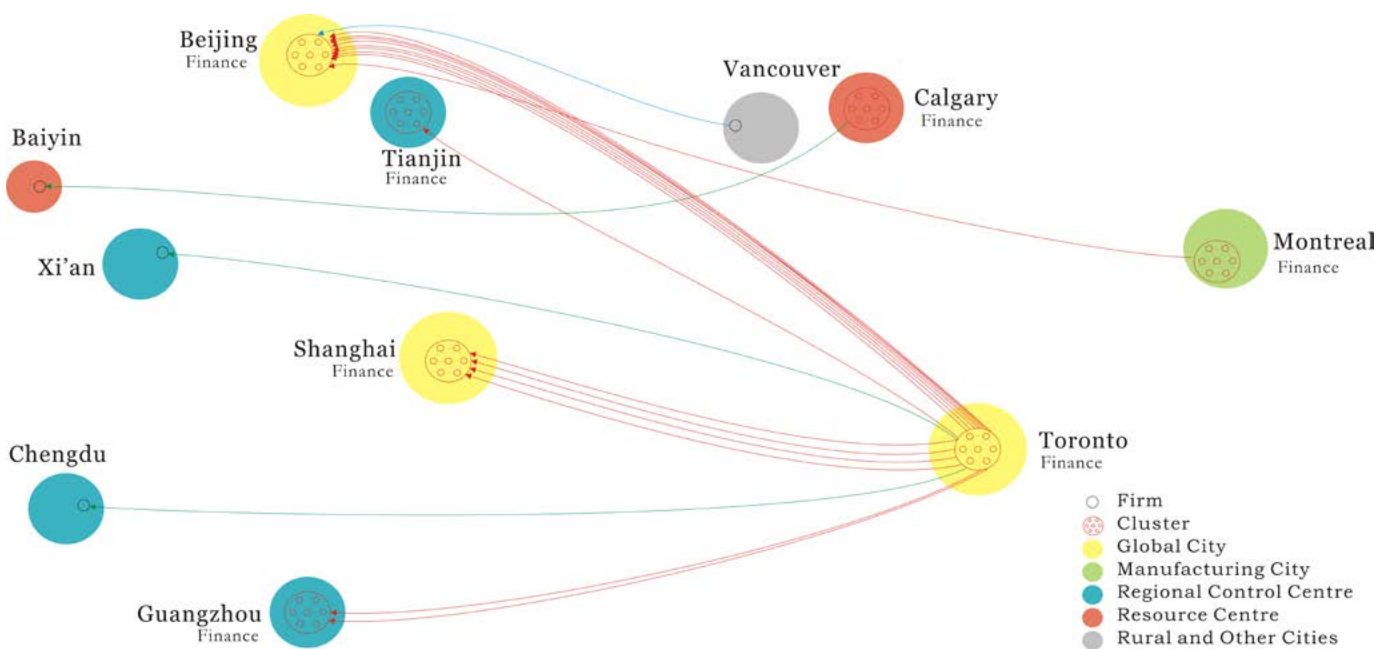 Beijing
Finance
Vancouver
Calgary
Finance
Baiyin
Tianjin
Finance
Xi'an
Montreal
Finance
Shanghai
Finance
Chengdu
Toronto
Finance
Firm
Cluster
Global City
Manufacturing City
Regional Control Centre
Resource Centre
Rural and Other Cities
Guangzhou
Finance